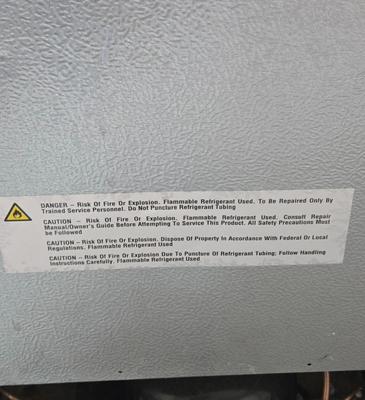 DANGER – Risk Of Fire Or Explosion. Flammable Refrigerant Used. To Be Repaired Only By
Trained Service Personnel. Do Not Puncture Refrigerant Tubing
CAUTION – Risk Of Fire Or Explosion. Flammable Refrigerant Used. Consult Repair
Manual/Owner's Guide Before Attempting To Service This Product. All Safety Precautions Must
be Followed
CAUTION – Risk Of Fire Or Explosion. Dispose Of Property In Accordance With Federal Or Local
Regulations. Flammable Refrigerant Used
CAUTION – Risk Of Fire Or Explosion Due To Puncture Of Refrigerant Tubing; Follow Handling
Instructions Carefully. Flammable Refrigerant Used